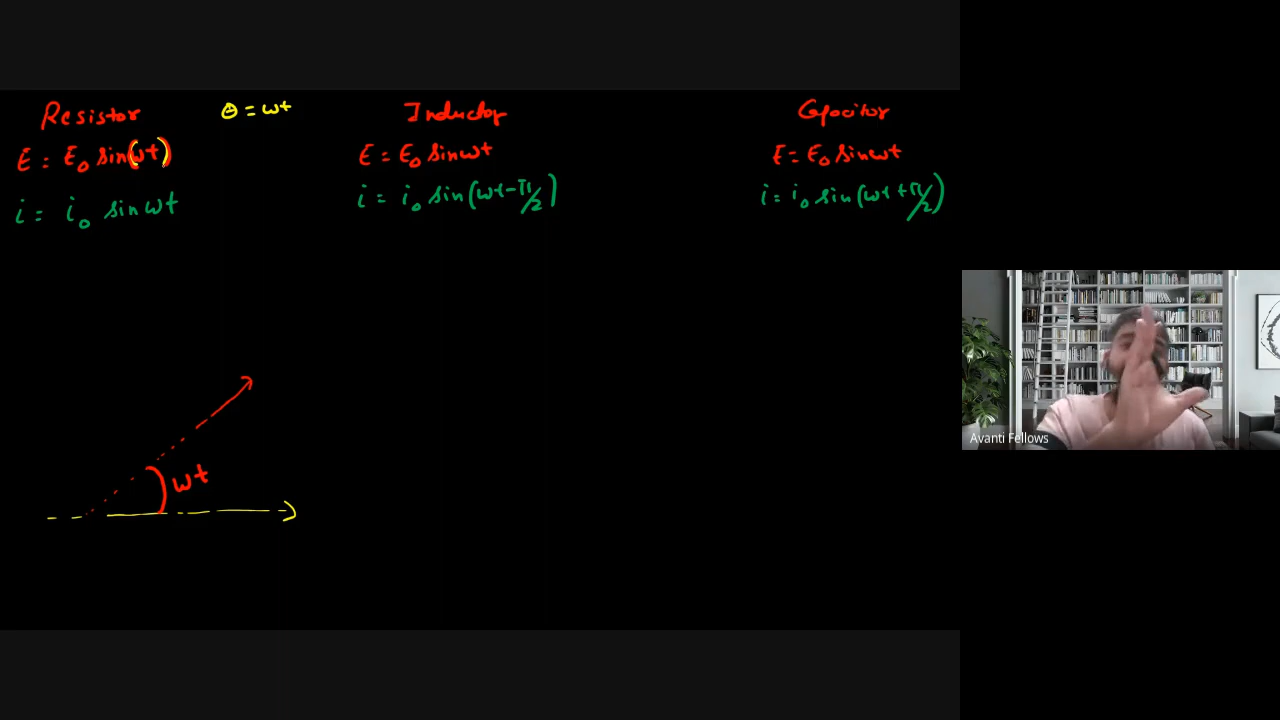 Resistor
θ = ωt
E = E₀ sin(ωt)
i = i₀ sinωt
Inductor
E = E₀ sinωt
i = i₀ sin(ωt-π/2)
Capacitor
E = E₀ sinωt
i = i₀ sin(ωt+π/2)
ωt
Avanti Fellows